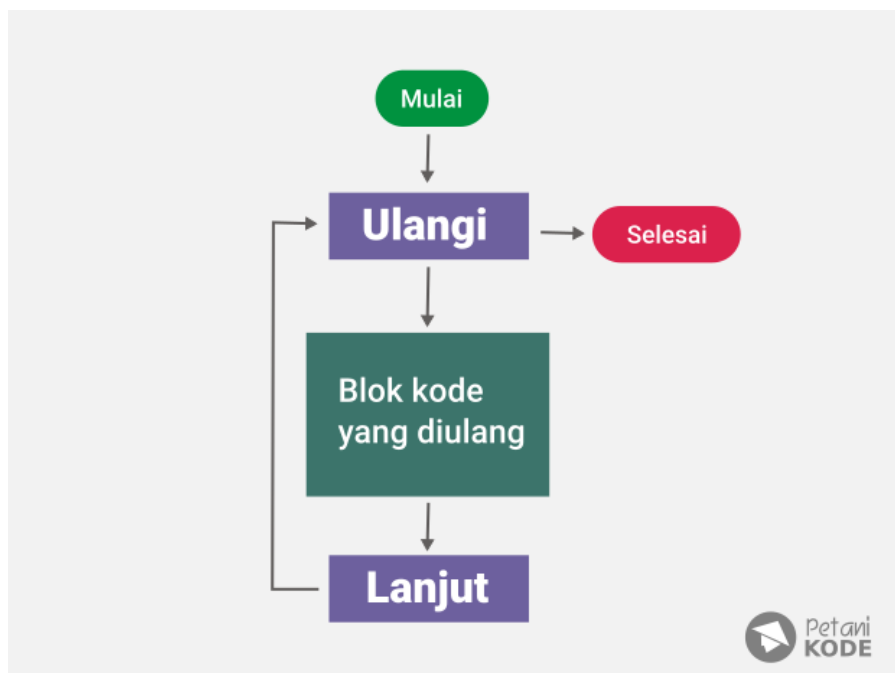 Mulai
Ulangi
Selesai
Blok kode
yang diulang
Lanjut
Petani
KODE